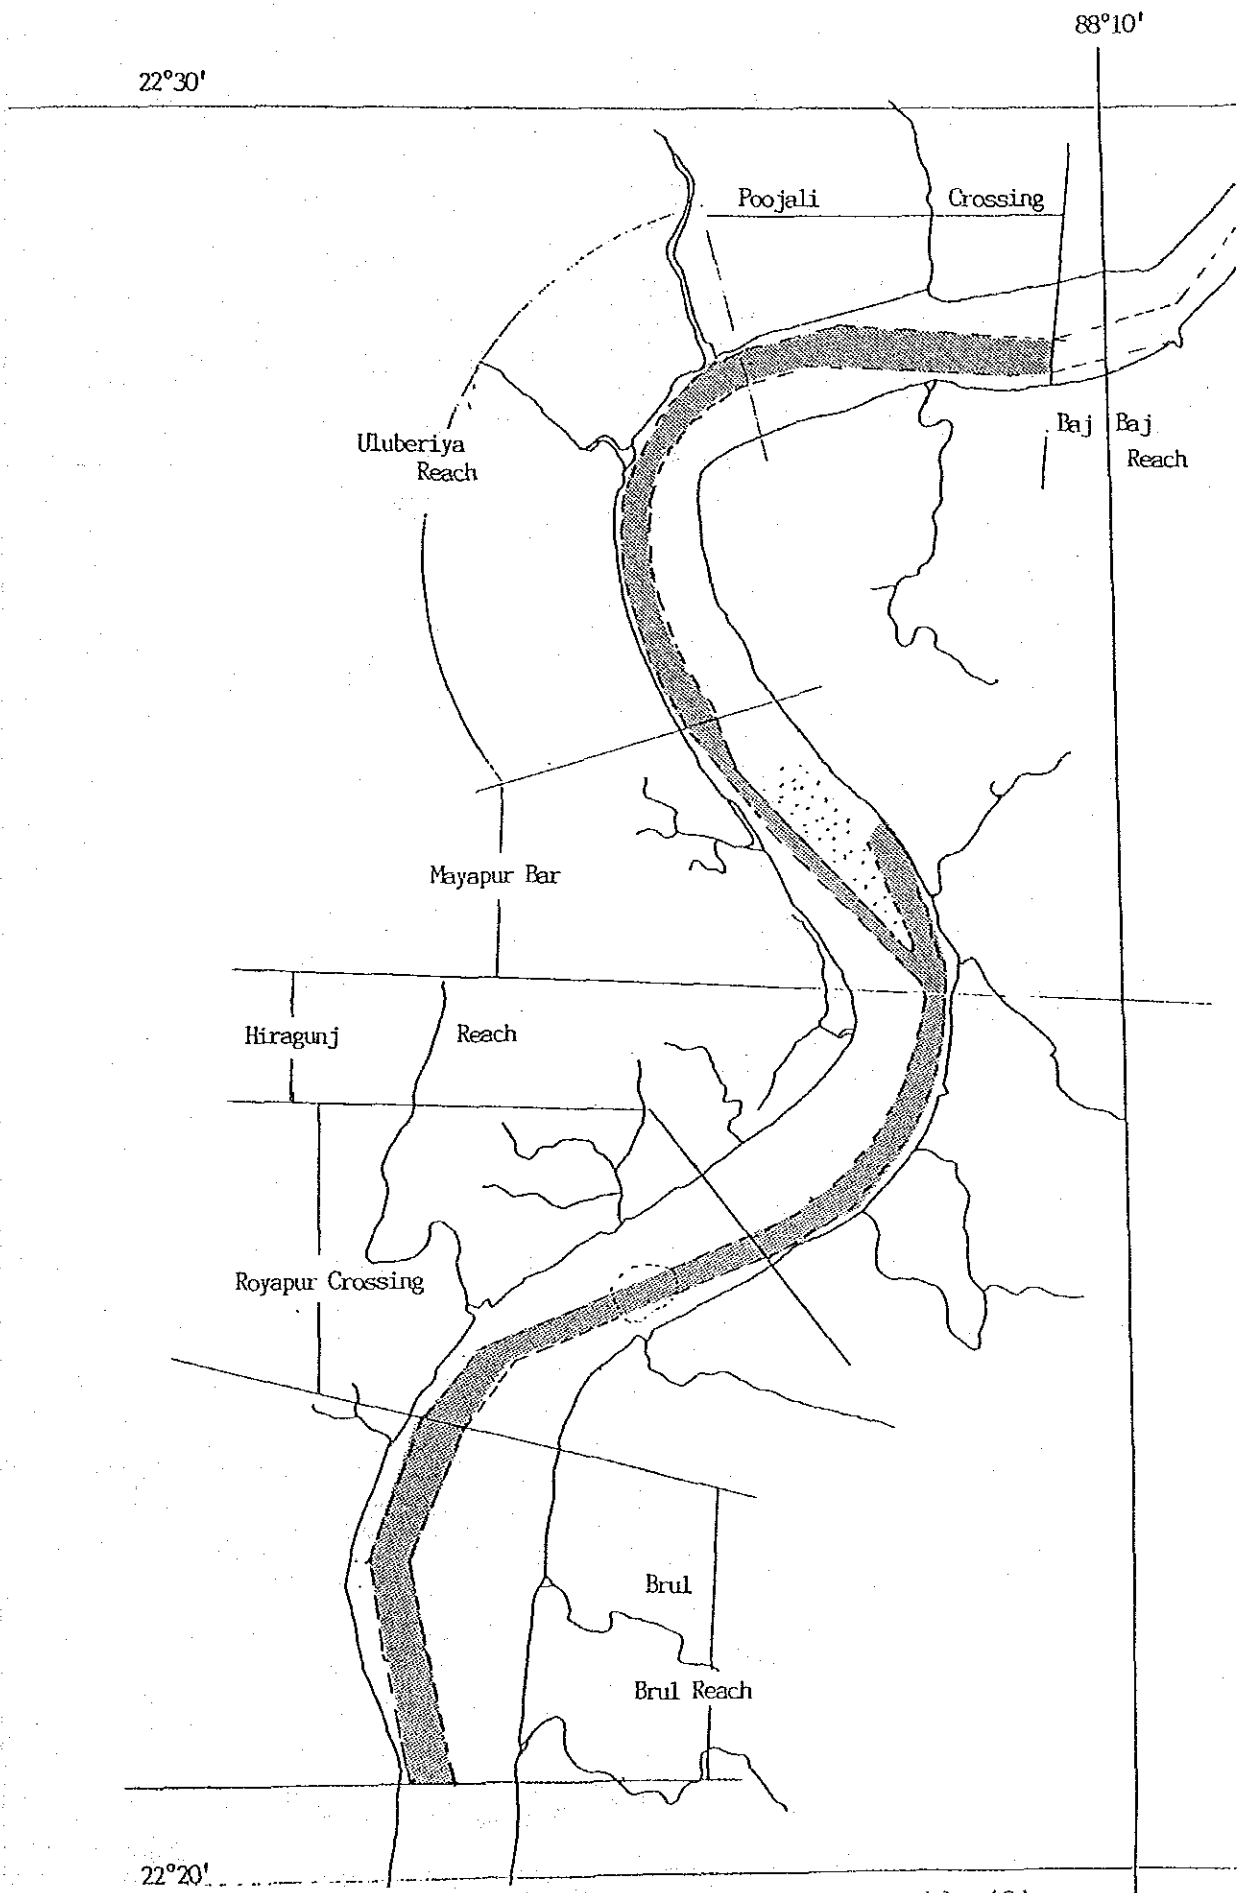 88°10'
22°30'
Poojali Crossing
Baj Baj
Reach
Uluberiya
Reach
Mayapur Bar
Hiragunj Reach
Royapur Crossing
Brul
Brul Reach
22°20'